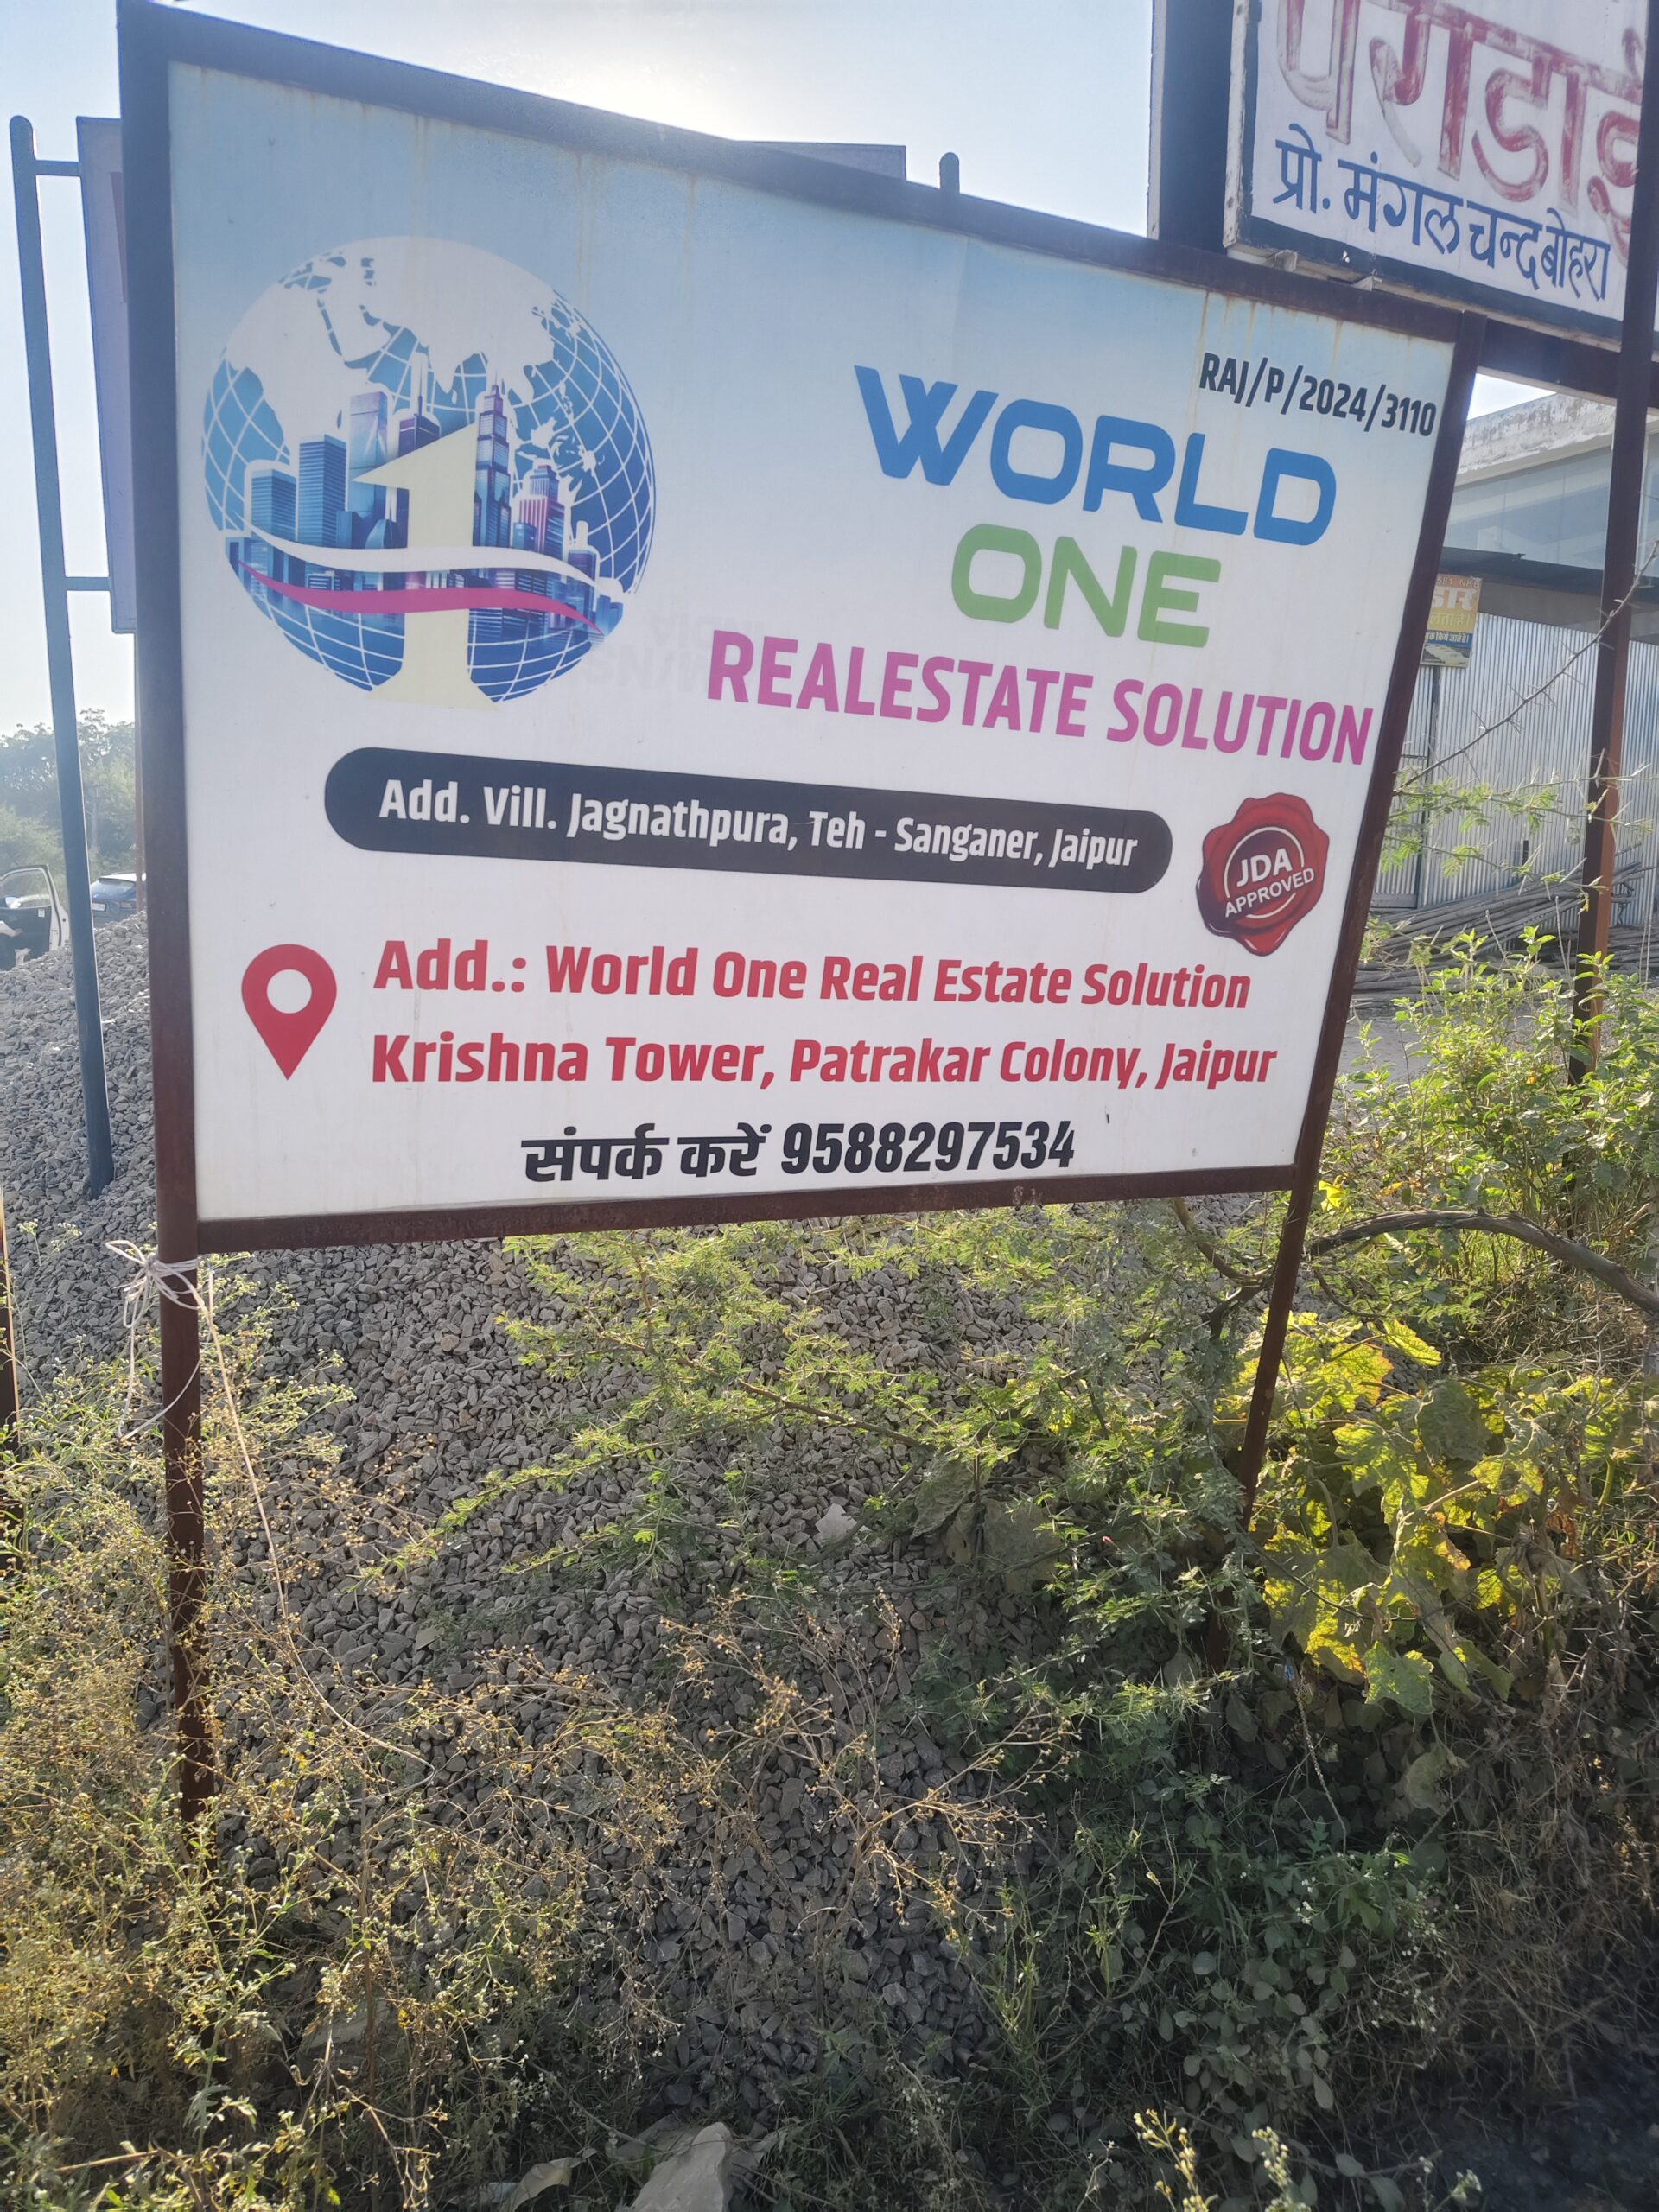 प्रो. मंगल चन्द बोहरा
RAJ/P/2024/3110
WORLD
ONE
REALESTATE SOLUTION
Add. Vill. Jagnathpura, Teh - Sanganer, Jaipur
JDA
APPROVED
Add.: World One Real Estate Solution
Krishna Tower, Patrakar Colony, Jaipur
संपर्क करें 9588297534